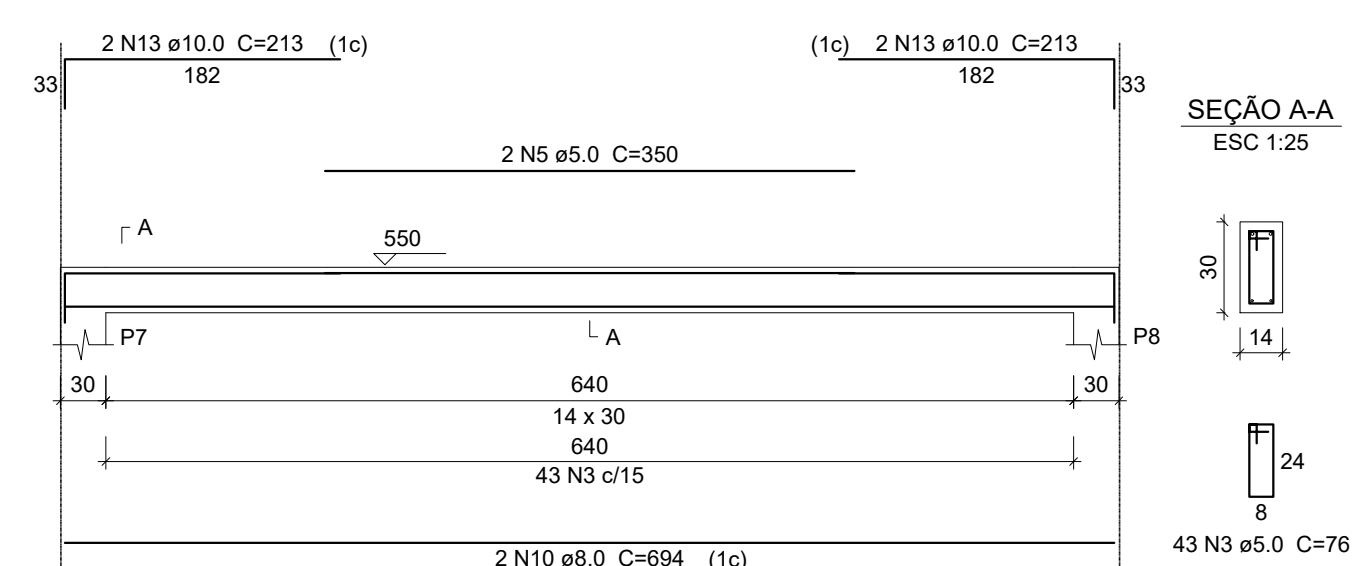 2 N13 ø10.0 C=213 (1c)
(1c) 2 N13 ø10.0 C=213
33
182
182
33
SEÇÃO A-A
ESC 1:25
2 N5 ø5.0 C=350
A
550
30
P7
A
P8
14
30
640
30
14 x 30
640
43 N3 c/15
24
8
2 N10 ø8.0 C=694 (1c)
43 N3 ø5.0 C=76